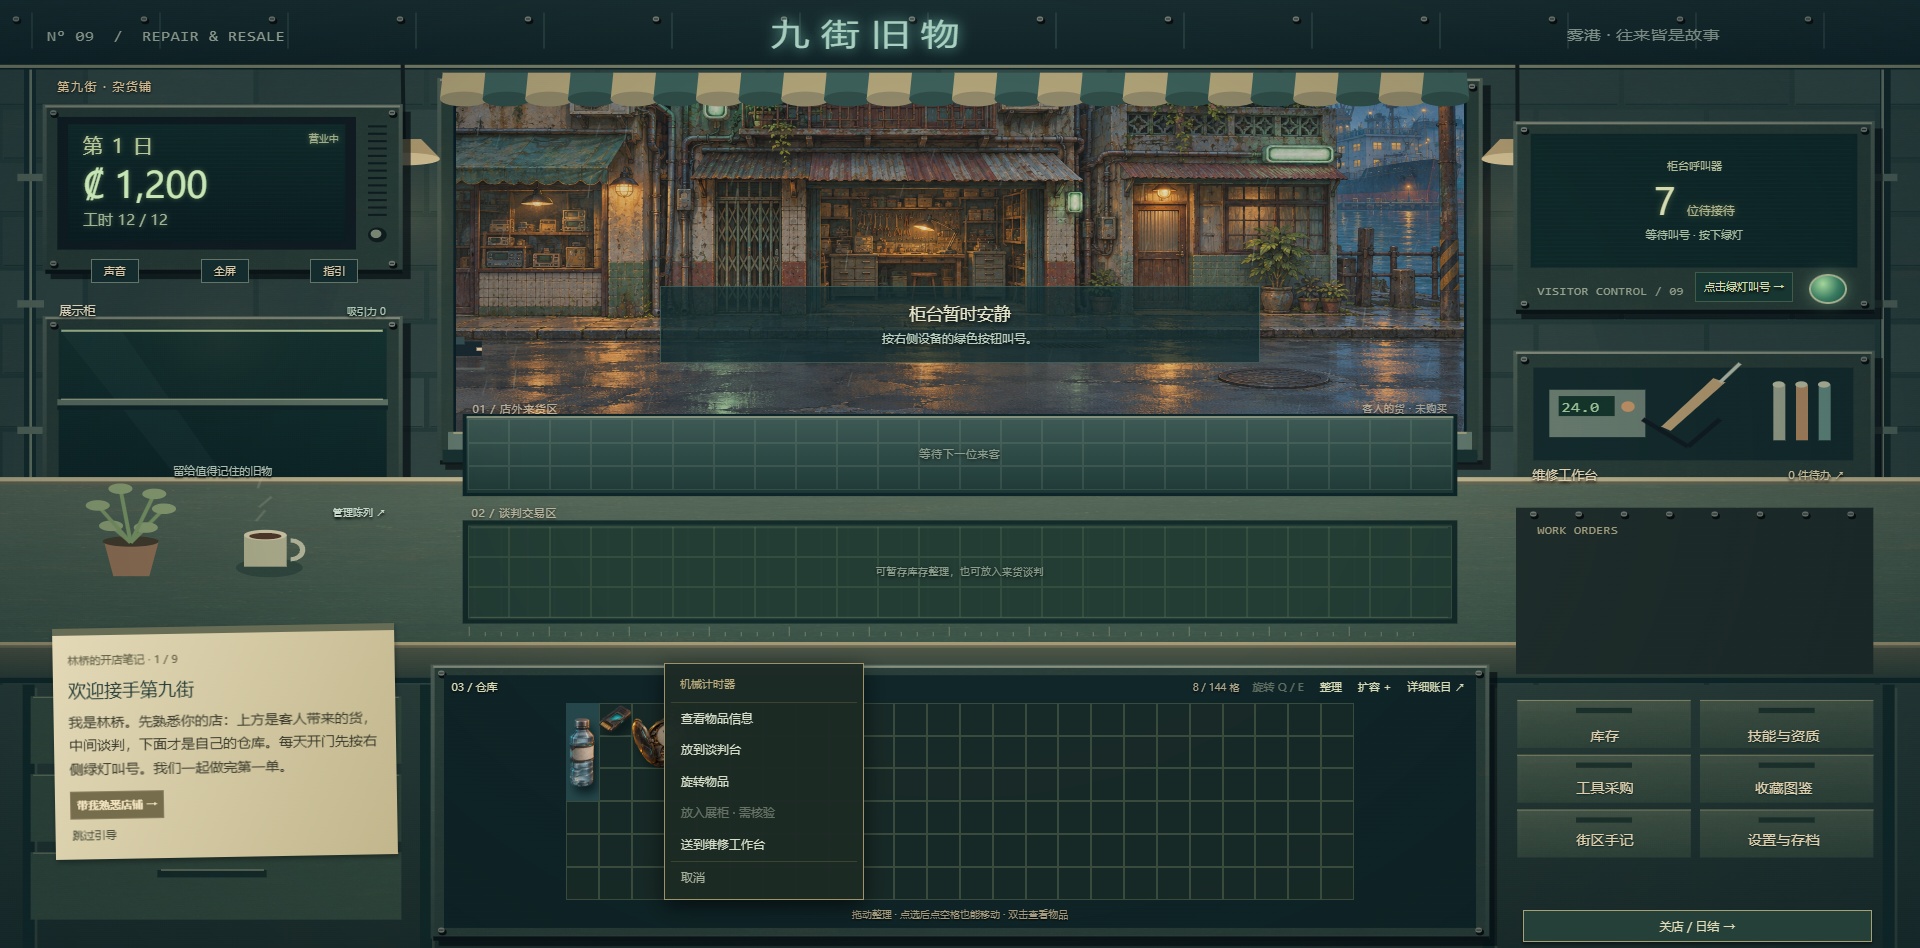 Nº 09 / REPAIR & RESALE
九街旧物
雾港 · 往来皆是故事
第九街 · 杂货铺
第 1 日
营业中
₡ 1,200
工时 12 / 12
声音
全屏
指引
展示柜
吸引力 0
留给值得记住的旧物
管理陈列 ↗
柜台暂时安静
按右侧设备的绿色按钮叫号。
01 / 店外来货区
客人的货 · 未购买
等待下一位来客
02 / 谈判交易区
可暂存库存整理，也可放入来货谈判
柜台呼叫器
7 位待接待
等待叫号 · 按下绿灯
VISITOR CONTROL / 09
点击绿灯叫号 →
24.0
维修工作台
0 件待办 ↗
WORK ORDERS
林桥的开店笔记 · 1 / 9
欢迎接手第九街
我是林桥。先熟悉你的店：上方是客人带来的货，
中间谈判，下面才是自己的仓库。每天开门先按右
侧绿灯叫号。我们一起做完第一单。
带我熟悉店铺 →
跳过引导
03 / 仓库
8 / 144 格
旋转 Q / E
整理
扩容 +
详细账目 ↗
机械计时器
查看物品信息
放到谈判台
旋转物品
放入展柜 · 需核验
送到维修工作台
取消
拖动整理 · 点选后点空格也能移动 · 双击查看物品
库存
技能与资质
工具采购
收藏图鉴
街区手记
设置与存档
关店 / 日结 →